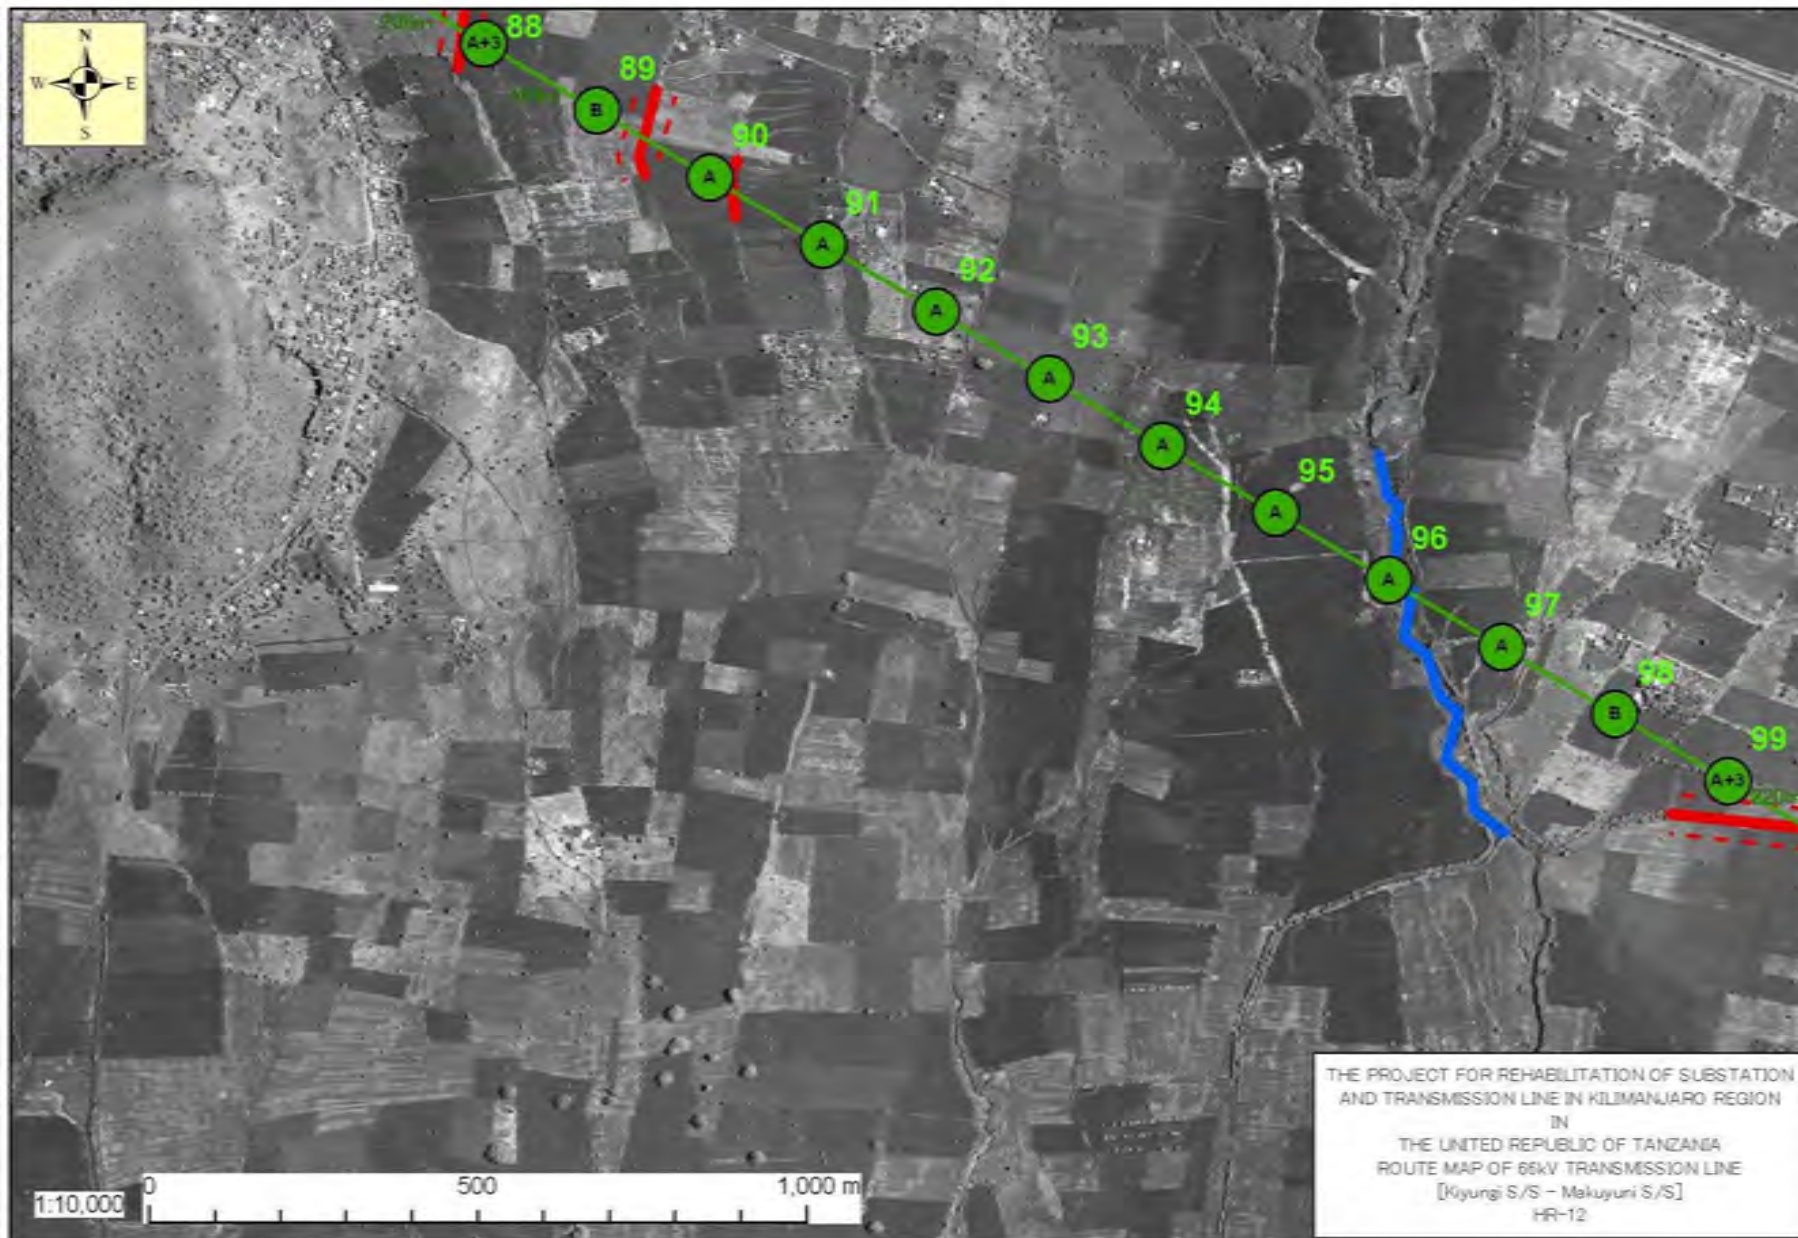 N
W E
S
A+3 88
B 89
A 90
A 91
A 92
A 93
A 94
A 95
A 96
A 97
B 98
A+3 99
1:10,000
0 500 1,000 m
THE PROJECT FOR REHABILITATION OF SUBSTATION
AND TRANSMISSION LINE IN KILIMANJARO REGION
IN
THE UNITED REPUBLIC OF TANZANIA
ROUTE MAP OF 66kV TRANSMISSION LINE
[Kiyungi S/S - Makuyuni S/S]
HR-12